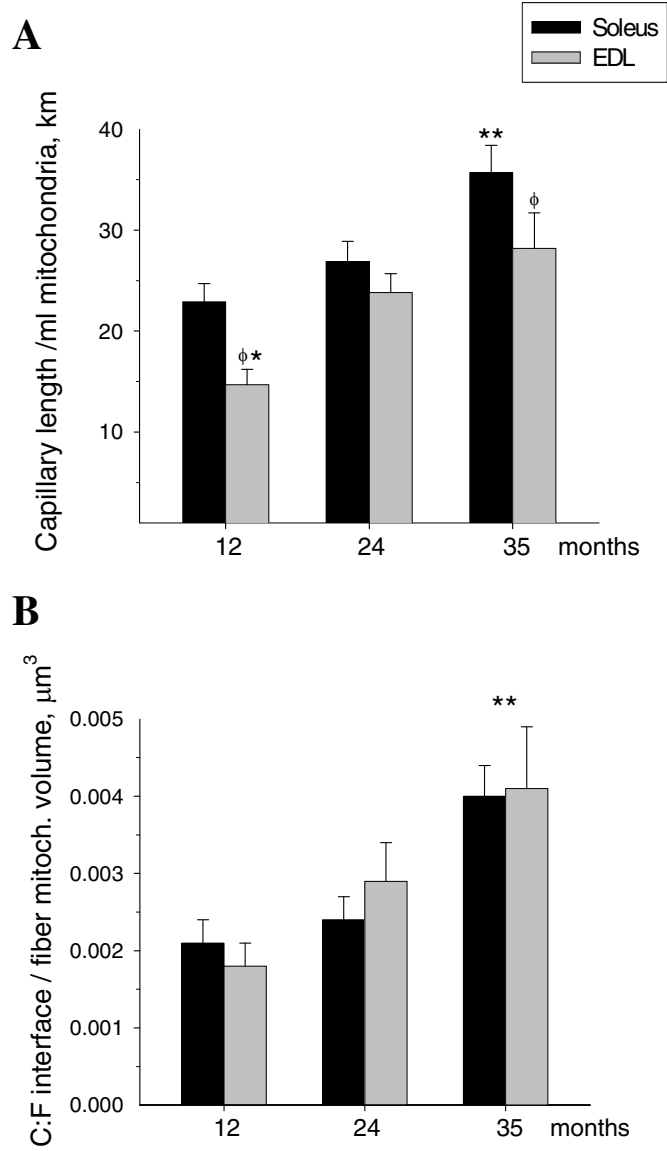 A
Soleus
EDL
Capillary length /ml mitochondria, km
40
30
20
10
**
ϕ
ϕ*
12 24 35 months
B
C:F interface / fiber mitoch. volume, μm³
0.005
0.004
0.003
0.002
0.001
0.000
**
12 24 35 months